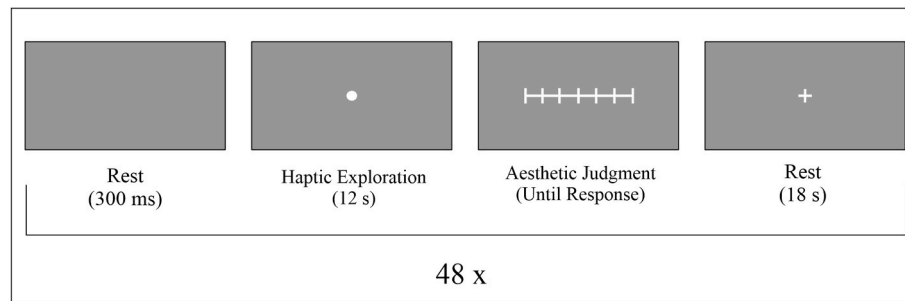 Rest
(300 ms)
Haptic Exploration
(12 s)
Aesthetic Judgment
(Until Response)
Rest
(18 s)
48 x